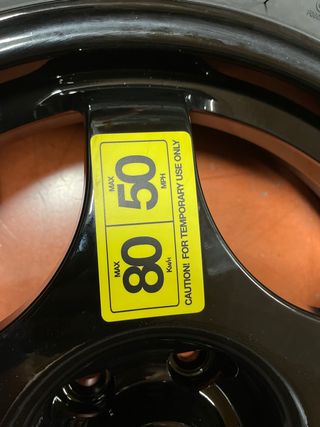 MAX
80
Km/h
MAX
50
MPH
CAUTION! FOR TEMPORARY USE ONLY